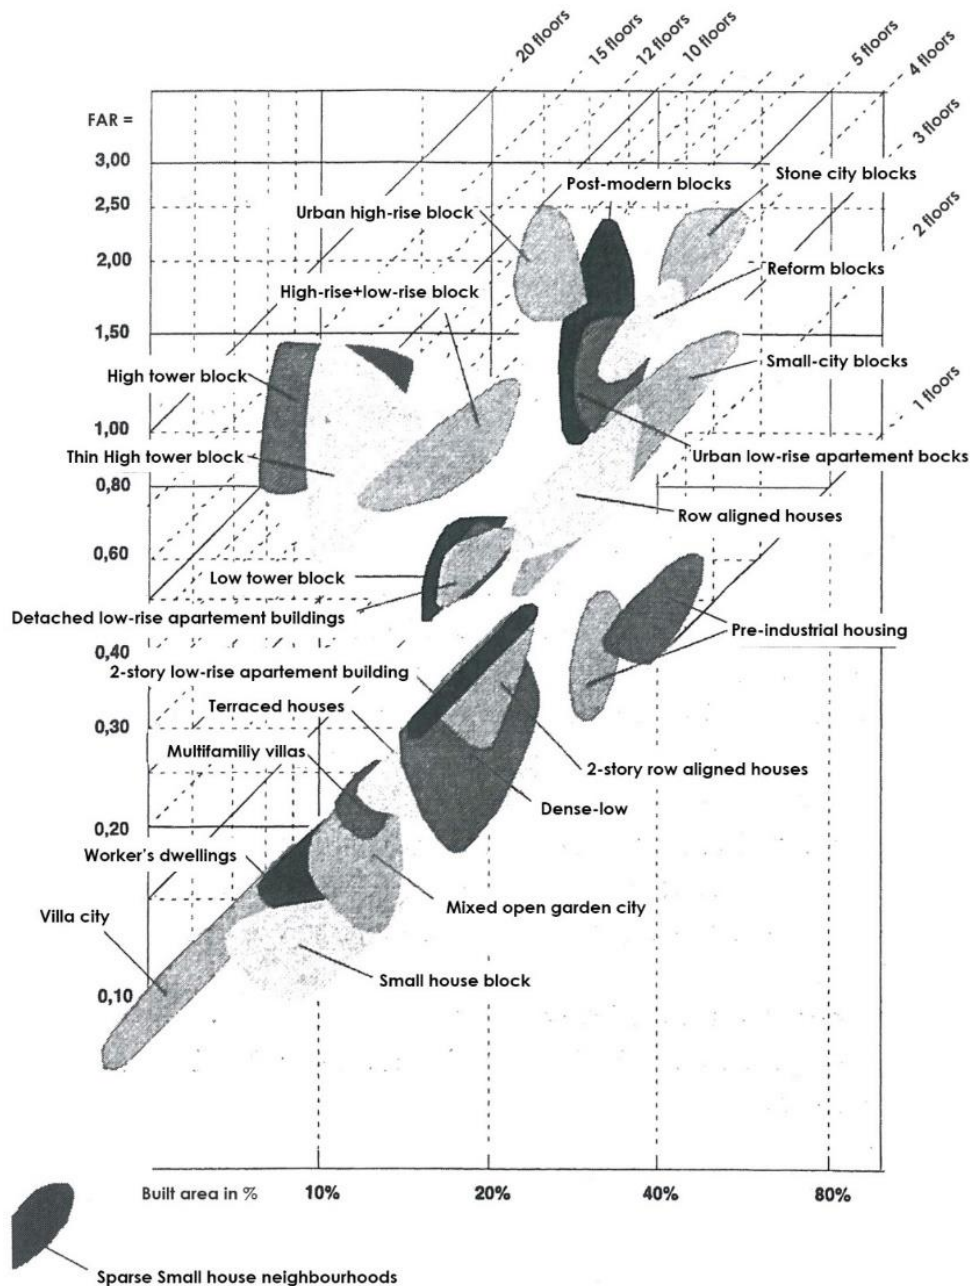 20 floors
15 floors
12 floors
10 floors
5 floors
4 floors
3 floors
2 floors
1 floors
FAR =
3,00
2,50
2,00
1,50
1,00
0,80
0,60
0,40
0,30
0,20
0,10
Post-modern blocks
Stone city blocks
Urban high-rise block
Reform blocks
High-rise+low-rise block
Small-city blocks
High tower block
Thin High tower block
Urban low-rise apartement bocks
Row aligned houses
Low tower block
Detached low-rise apartement buildings
Pre-industrial housing
2-story low-rise apartement building
Terraced houses
Multifamiliy villas
2-story row aligned houses
Dense-low
Worker's dwellings
Mixed open garden city
Villa city
Small house block
Built area in %
10%
20%
40%
80%
Sparse Small house neighbourhoods